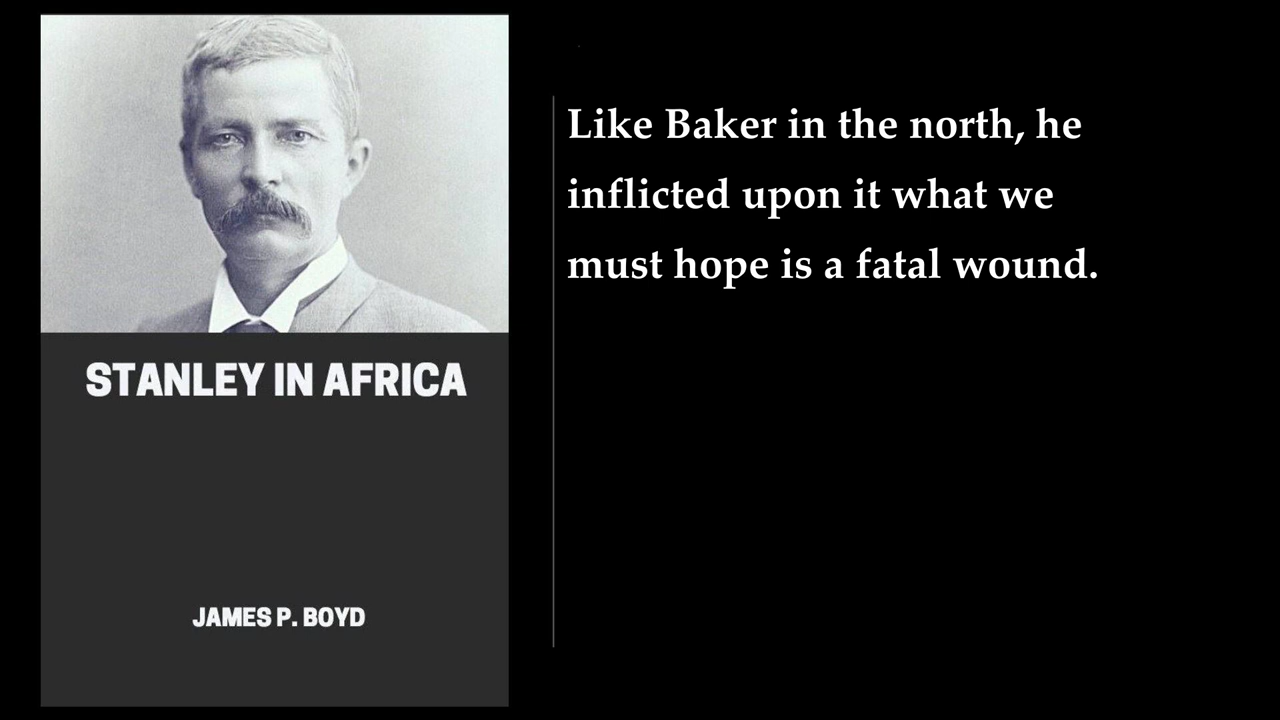 STANLEY IN AFRICA
JAMES P. BOYD
Like Baker in the north, he
inflicted upon it what we
must hope is a fatal wound.